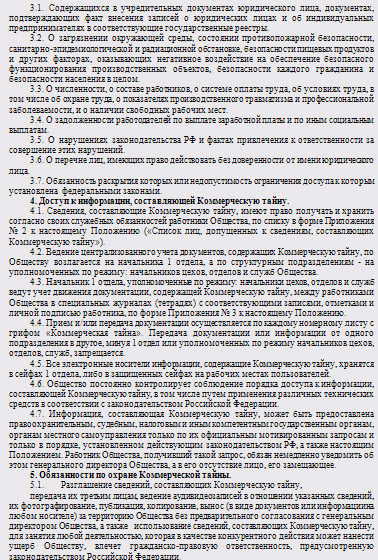 3.1. Содержащихся в учредительных документах юридического лица, документах,
подтверждающих факт внесения записей о юридических лицах и об индивидуальных
предпринимателях в соответствующие государственные реестры.
3.2. О загрязнении окружающей среды, состоянии противопожарной безопасности,
санитарно-эпидемиологической и радиационной обстановке, безопасности пищевых продуктов
и других факторах, оказывающих негативное воздействие на обеспечение безопасного
функционирования производственных объектов, безопасности каждого гражданина и
безопасности населения в целом.
3.3. О численности, о составе работников, о системе оплаты труда, об условиях труда, в
том числе об охране труда, о показателях производственного травматизма и профессиональной
заболеваемости, и о наличии свободных рабочих мест.
3.4. О задолженности работодателей по выплате заработной платы и по иным социальным
выплатам.
3.5. О нарушениях законодательства РФ и фактах привлечения к ответственности за
совершение этих нарушений.
3.6. О перечне лиц, имеющих право действовать без доверенности от имени юридического
лица.
3.7. Обязанность раскрытия которых или недопустимость ограничения доступа к которым
установлена федеральными законами.
4. Доступ к информации, составляющей Коммерческую тайну.
4.1. Сведения, составляющие Коммерческую тайну, имеют право получать и хранить
согласно своих служебных обязанностей работники Общества, по списку в форме Приложения
№ 2 к настоящему Положению («Список лиц, допущенных к сведениям, составляющих
Коммерческую тайну»).
4.2. Ведение централизованного учета документов, содержащих Коммерческую тайну, по
Обществу возлагается на начальника 1 отдела, а по структурным подразделениям - на
уполномоченных по режиму: начальников цехов, отделов и служб Общества.
4.3. Начальник 1 отдела, уполномоченные по режиму: начальники цехов, отделов и служб
ведут учет движения документации, содержащей Коммерческую тайну, между работниками
Общества в специальных журналах (тетрадях) с соответствующими записями, отметками и
личной подписью работника, по форме Приложения № 3 к настоящему Положению.
4.4. Прием и/или передача документации осуществляется по каждому номерному листу с
грифом «Коммерческая тайна». Передача документации или информации от одного
подразделения в другое, минуя 1 отдел или уполномоченных по режиму начальников цехов,
отделов, служб, запрещается.
4.5. Все электронные носители информации, содержащие Коммерческую тайну, хранятся
в сейфах 1 отдела, либо в защищенных сейфах на рабочих местах пользователей.
4.6. Общество постоянно контролирует соблюдение порядка доступа к информации,
составляющей Коммерческую тайну, в том числе путем применения различных технических
средств в соответствии с законодательством Российской Федерации.
4.7. Информация, составляющая Коммерческую тайну, может быть предоставлена
правоохранительным, судебным, налоговым и иным компетентным государственным органам,
органам местного самоуправления только по их официальным мотивированным запросам и
только в порядке, установленном действующим законодательством РФ, а также настоящим
Положением. Работник Общества, получивший такой запрос, обязан немедленно уведомить об
этом генерального директора Общества, а в его отсутствие лицо, его замещающее.
5. Обязанности по охране Коммерческой тайны.
5.1. Разглашение сведений, составляющих Коммерческую тайну,
передача их третьим лицам, ведение аудиовидеозаписей в отношении указанных сведений,
их фотографирование, публикация, копирование, вынос (в виде документов или информации на
любом носителе) за территорию Общества без предварительного согласования с генеральным
директором Общества, а также использование сведений, составляющих Коммерческую тайну,
для занятия любой деятельностью, которая в качестве конкурентного действия может нанести
ущерб Обществу, влечет гражданско-правовую ответственность, предусмотренную
законодательством Российской Федерации.